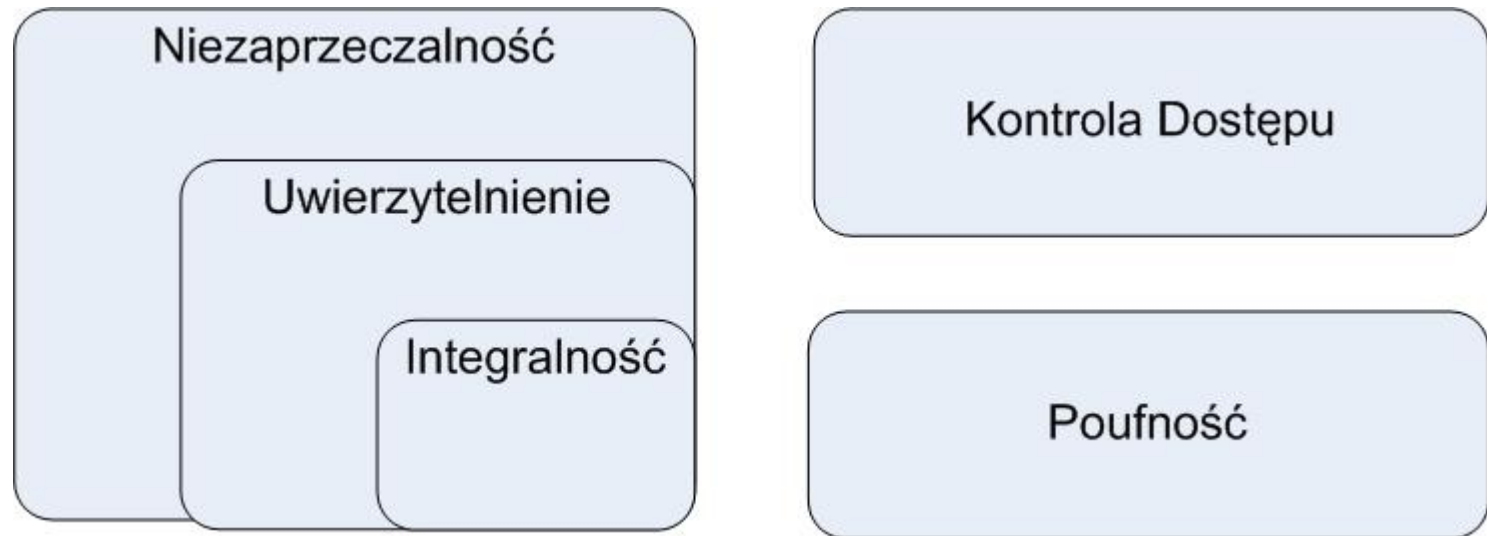 Niezaprzeczalność
Uwierzytelnienie
Integralność
Kontrola Dostępu
Poufność